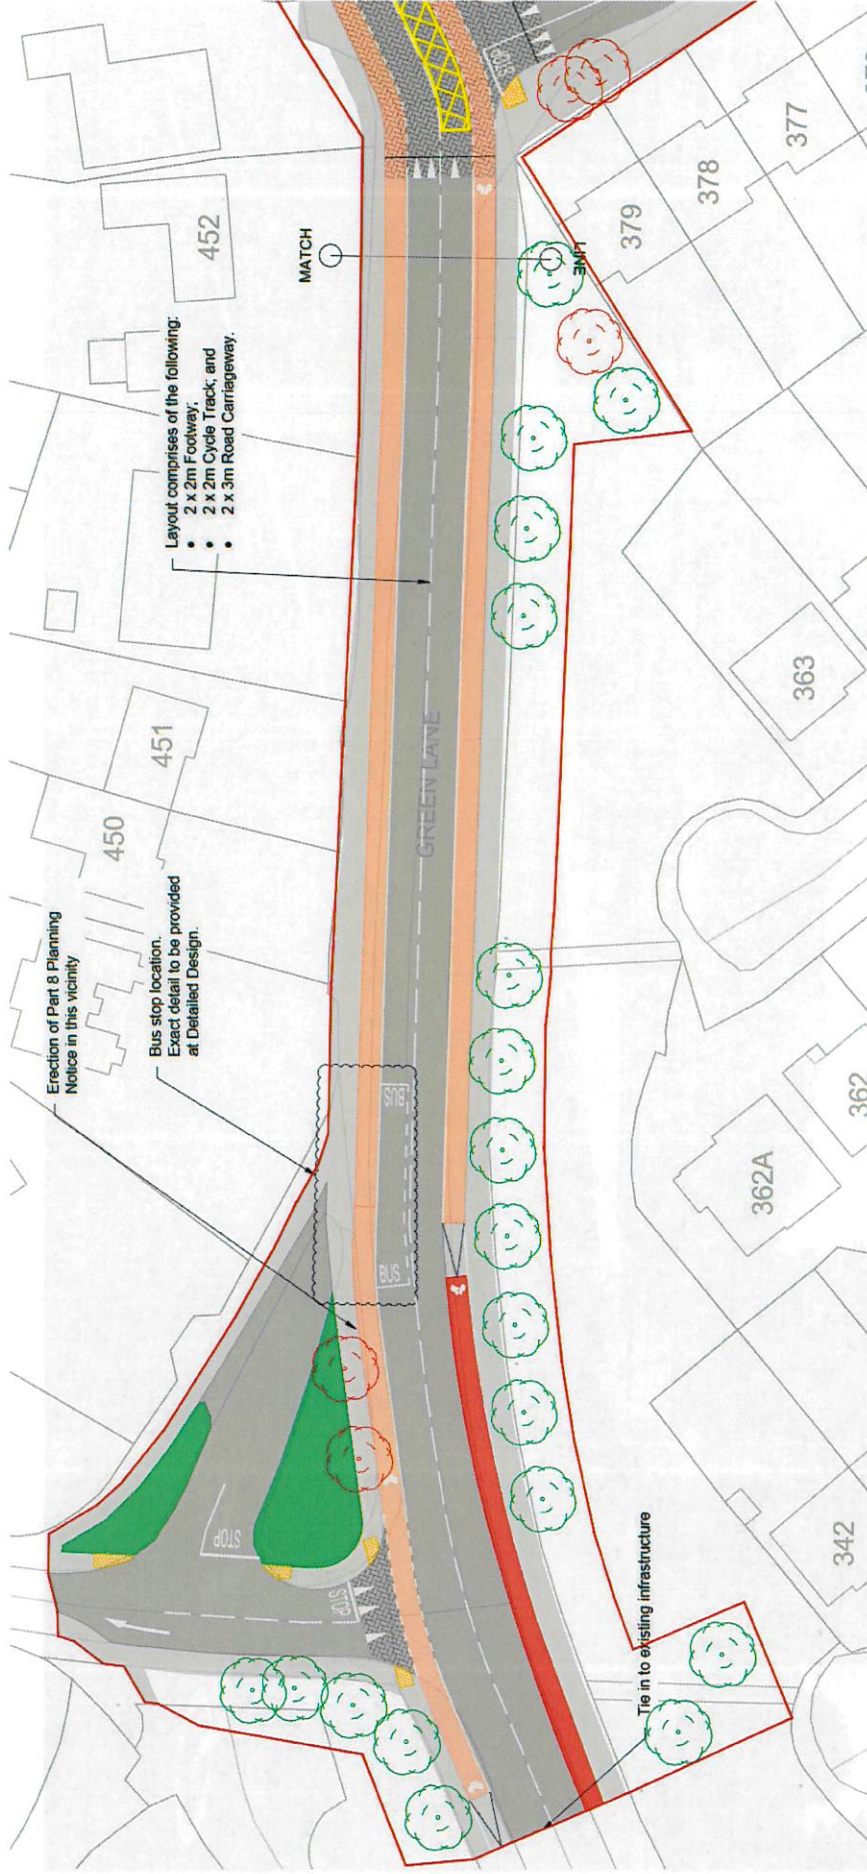 STOP
377
378
379
452
MATCH
LINE
Layout comprises of the following:
• 2 x 2m Footway;
• 2 x 2m Cycle Track; and
• 2 x 3m Road Carriageway.
363
451
450
GREEN LANE
Erection of Part 8 Planning
Notice in this vicinity
Bus stop location.
Exact detail to be provided
at Detailed Design.
BUS
BUS
362
362A
STOP
STOP
342
Tie in to existing infrastructure